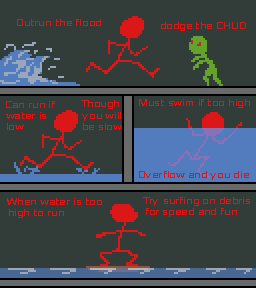 Outrun the flood
dodge the CHUD
Can run if
water is
low
Though
you will
be slow
Must swim if too high
Overflow and you die
When water is too
high to run
Try surfing on debris
for speed and fun